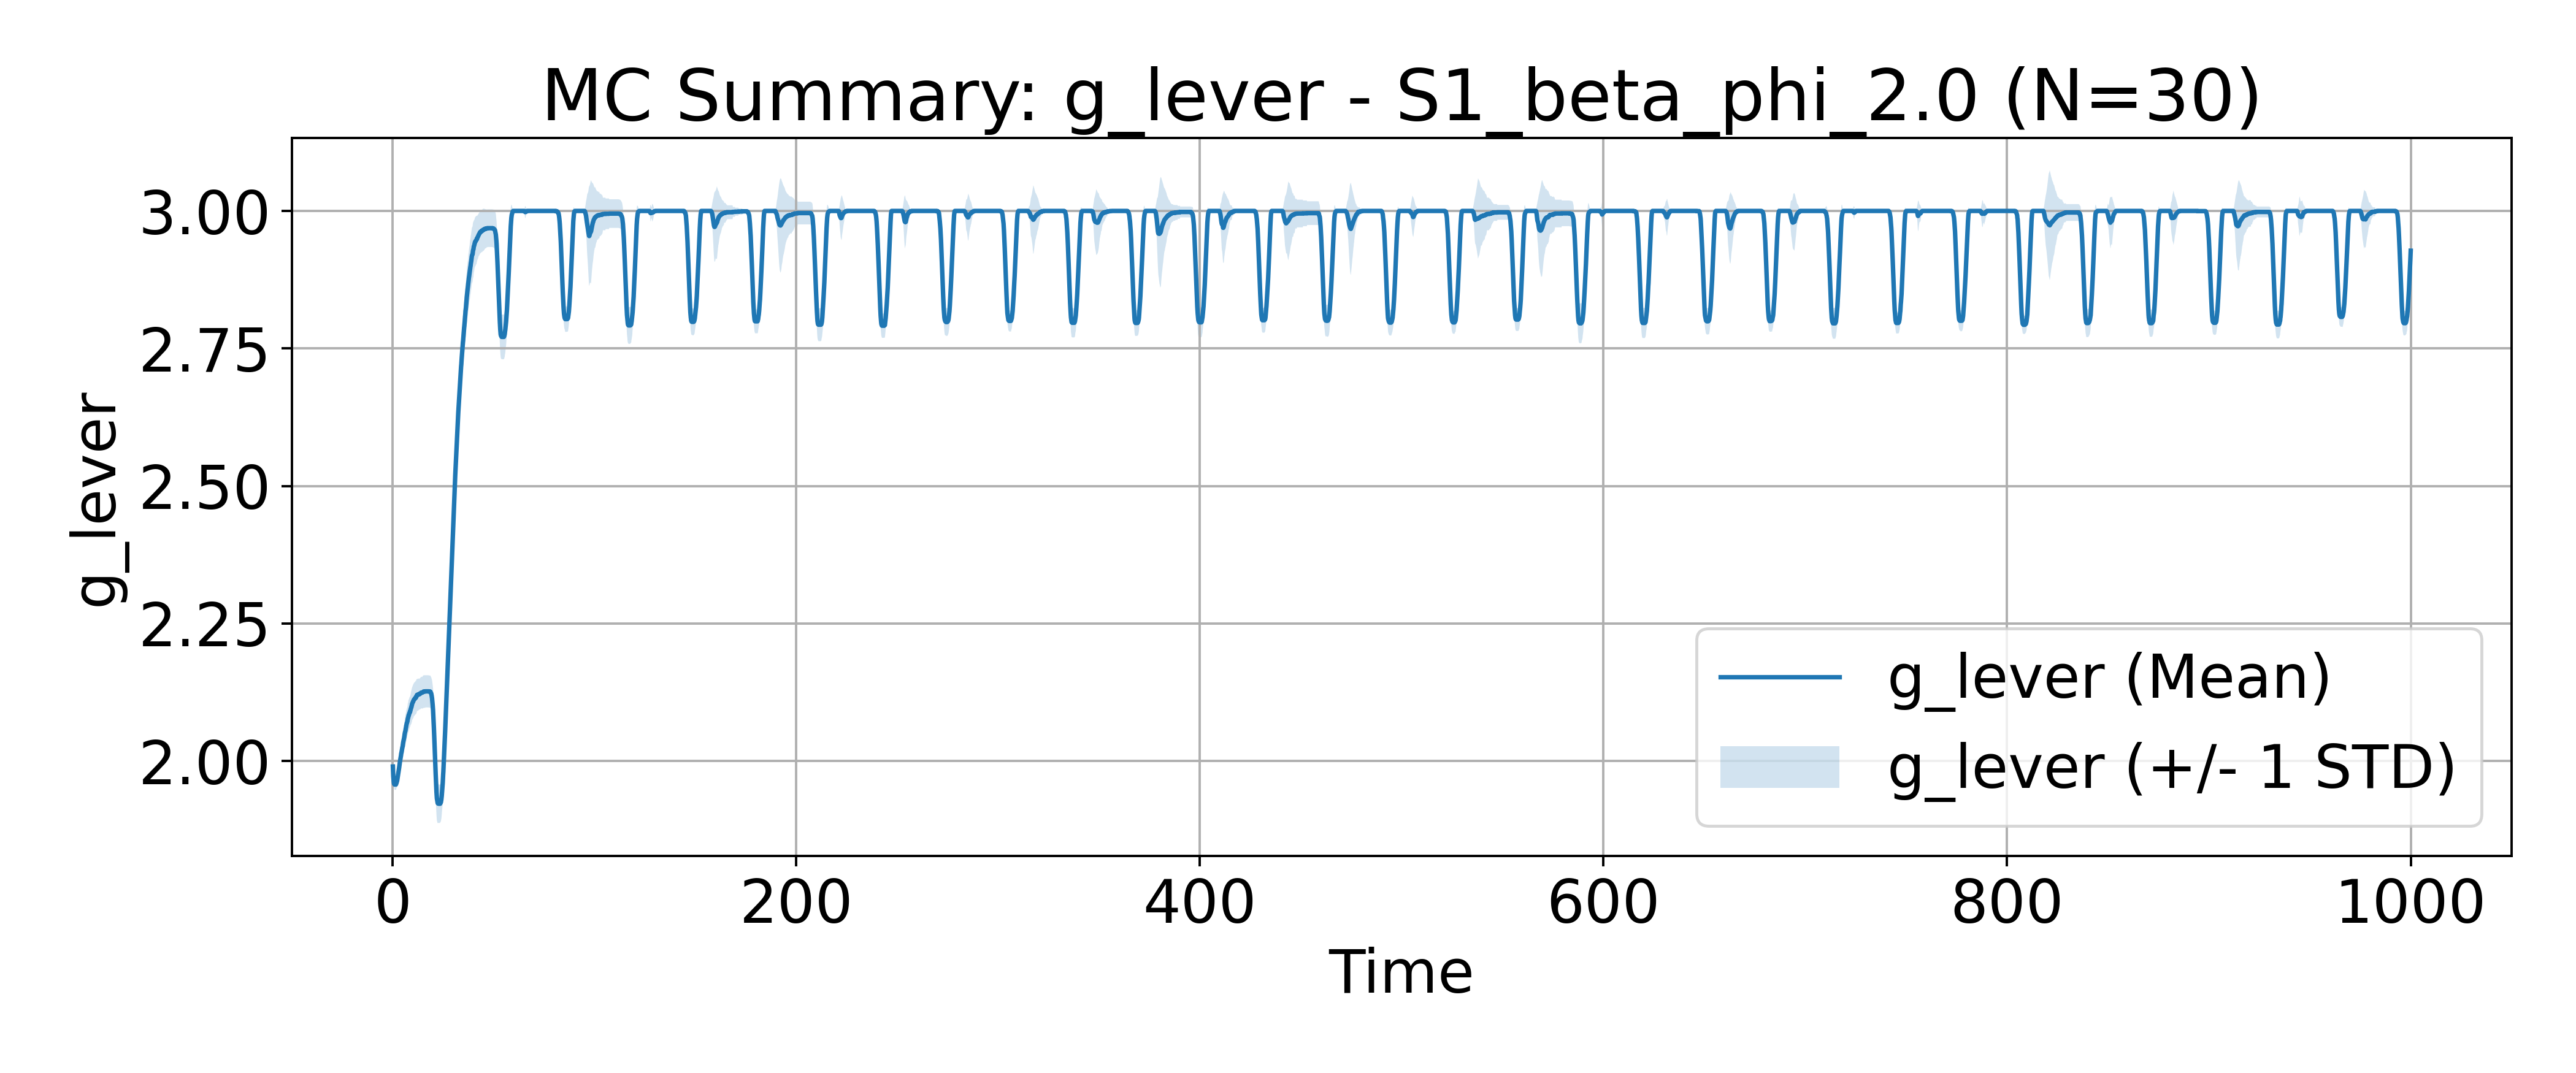 MC Summary: g_lever - S1_beta_phi_2.0 (N=30)
g_lever
3.00
2.75
2.50
2.25
2.00
g_lever (Mean)
g_lever (+/- 1 STD)
0 200 400 600 800 1000
Time